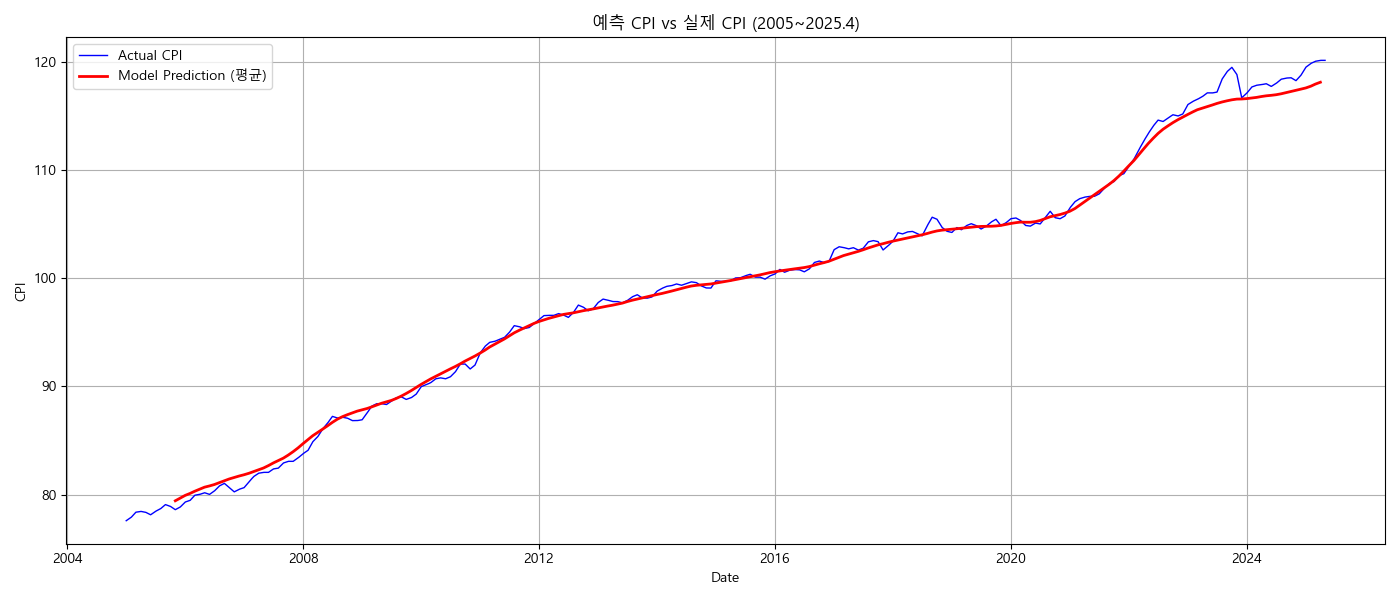 예측 CPI vs 실제 CPI (2005~2025.4)
Actual CPI
Model Prediction (평균)
CPI
120
110
100
90
80
2004 2008 2012 2016 2020 2024
Date